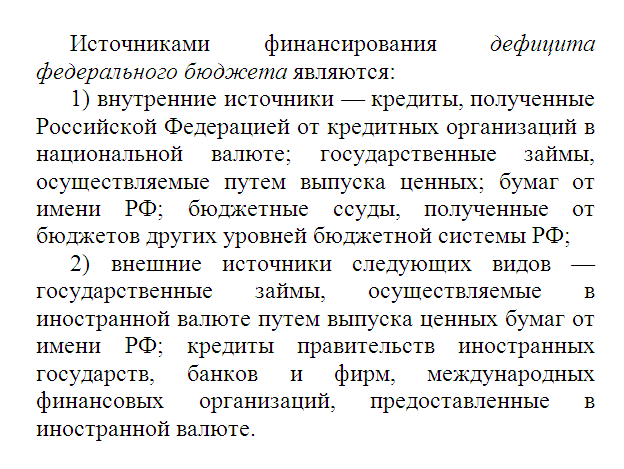 Источниками финансирования дефицита
федерального бюджета являются:
1) внутренние источники — кредиты, полученные
Российской Федерацией от кредитных организаций в
национальной валюте; государственные займы,
осуществляемые путем выпуска ценных; бумаг от
имени РФ; бюджетные ссуды, полученные от
бюджетов других уровней бюджетной системы РФ;
2) внешние источники следующих видов —
государственные займы, осуществляемые в
иностранной валюте путем выпуска ценных бумаг от
имени РФ; кредиты правительств иностранных
государств, банков и фирм, международных
финансовых организаций, предоставленные в
иностранной валюте.